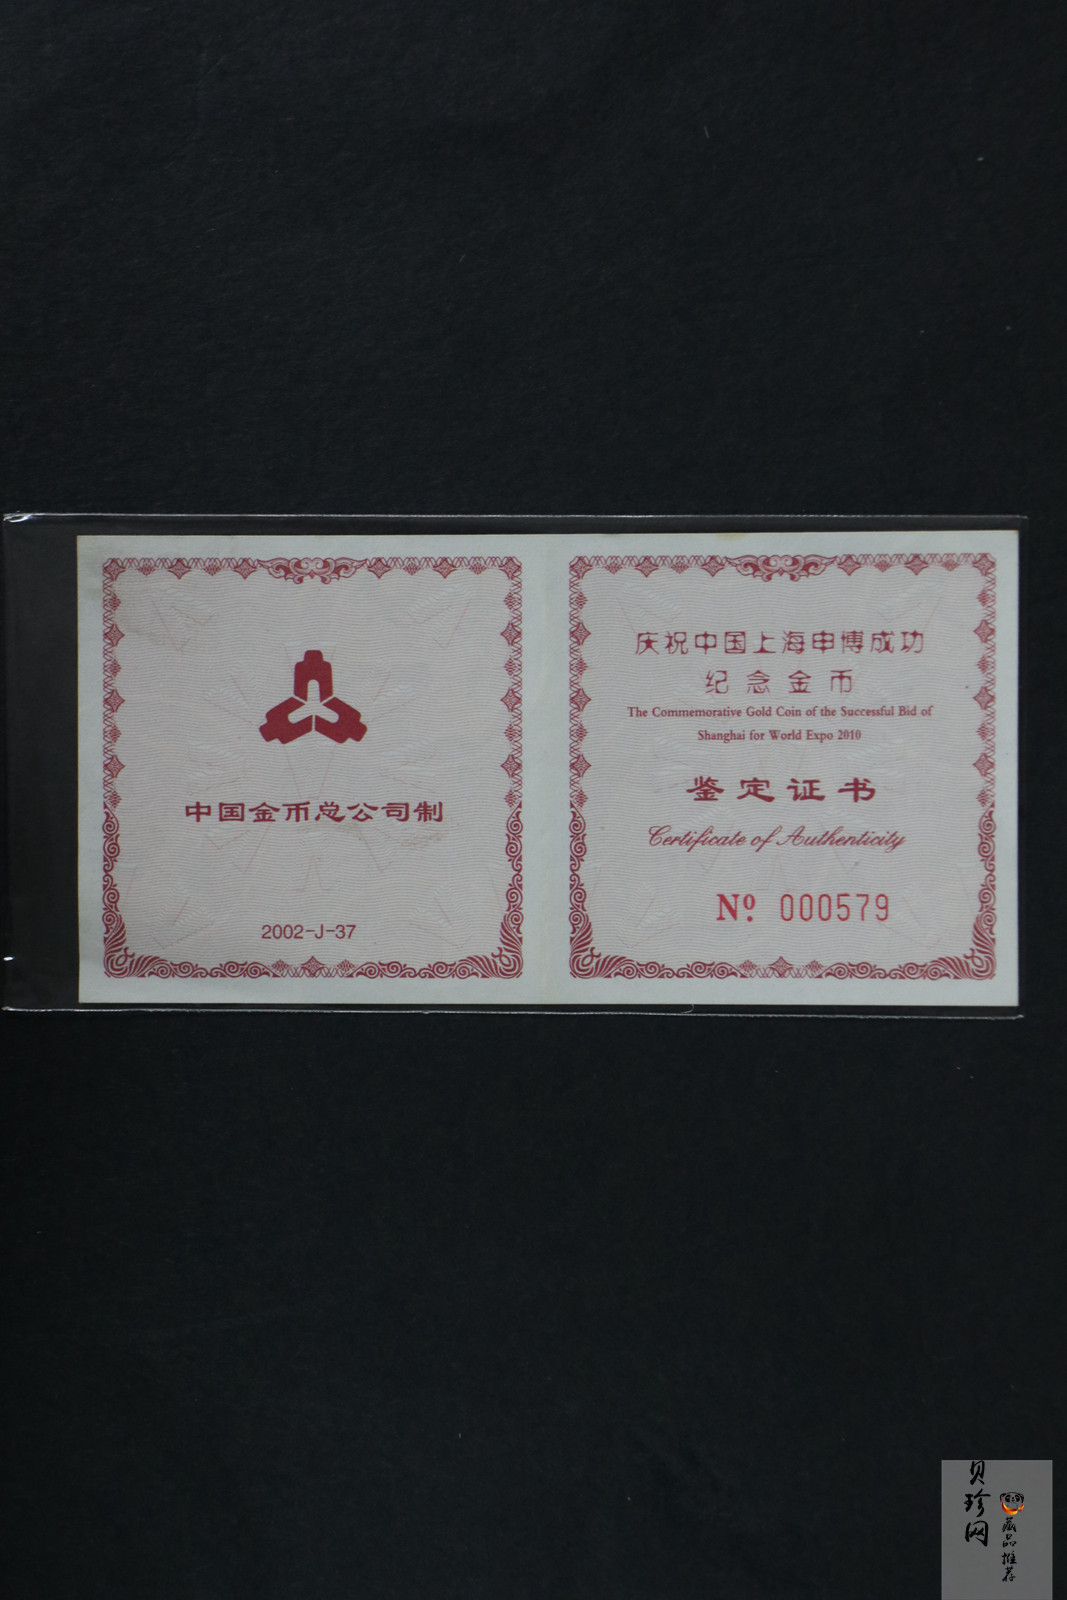 中国金币总公司制
2002-J-37
庆祝中国上海申博成功
纪念金币
The Commemorative Gold Coin of the Successful Bid of
Shanghai for World Expo 2010
鉴定证书
Certificate of Authenticity
Nº 000579
贝珍网
藏品推荐